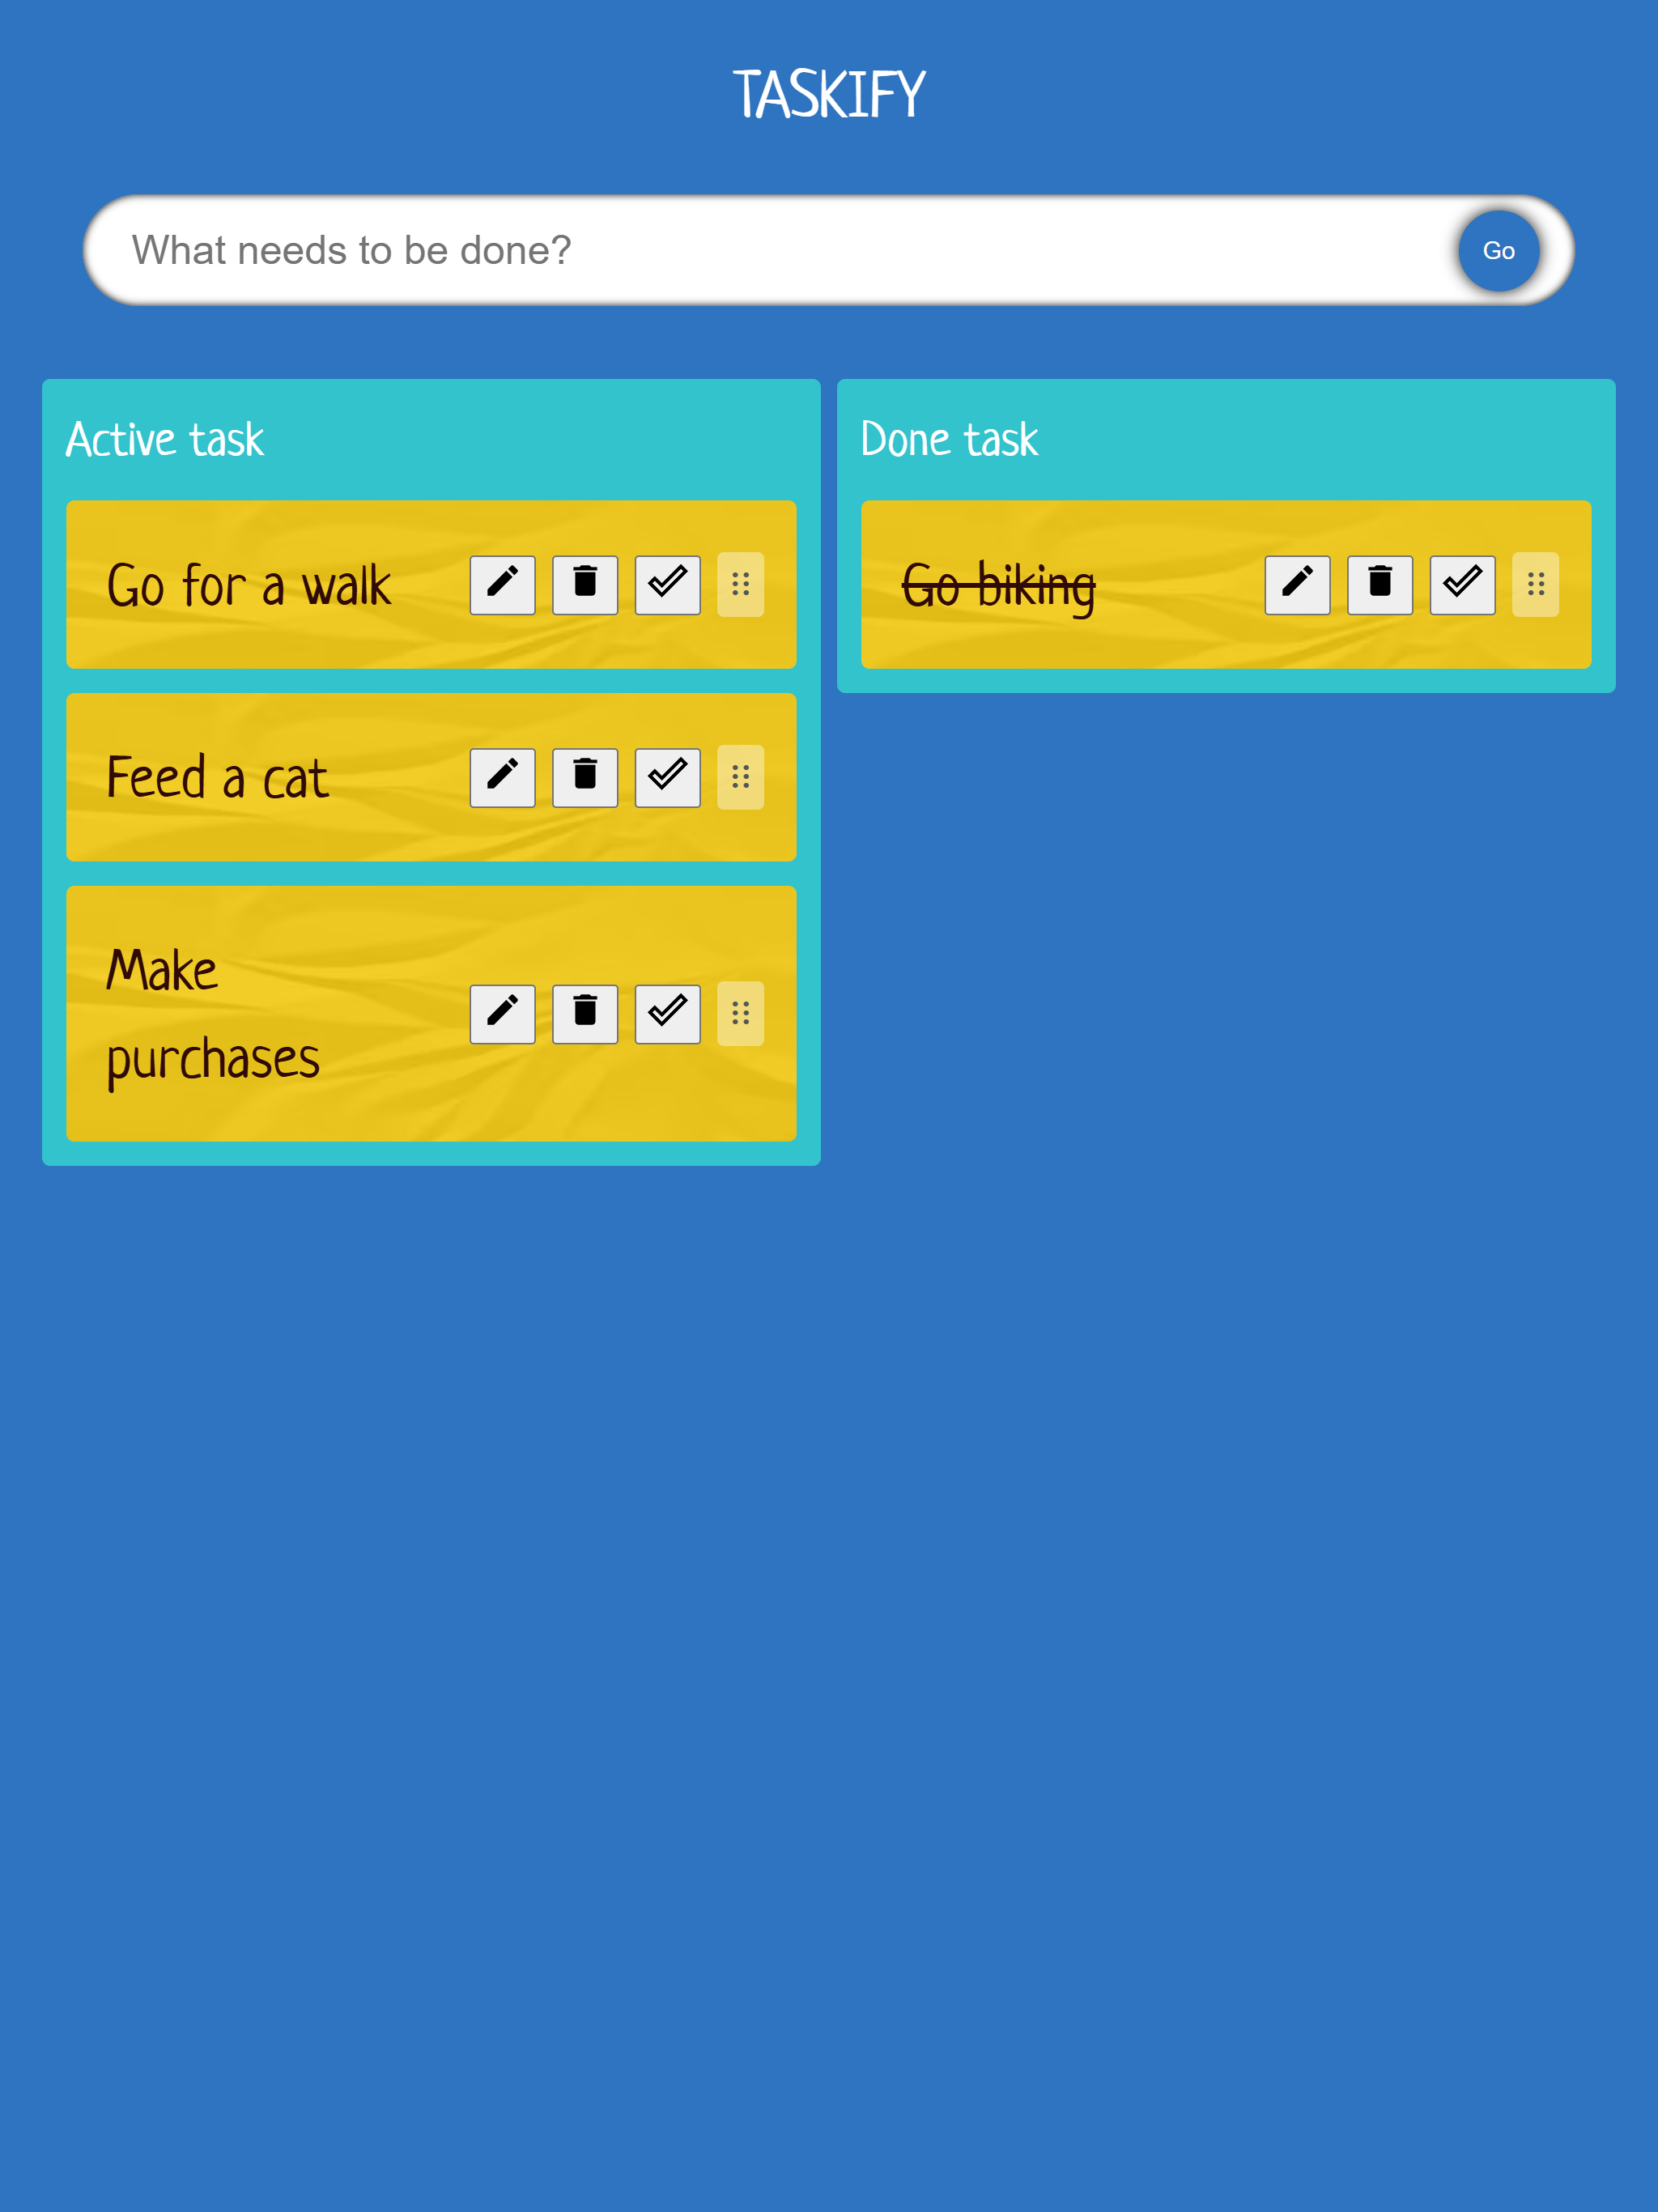 TASKIFY
What needs to be done?
Go
Active task
Go for a walk
Feed a cat
Make
purchases
Done task
Go biking